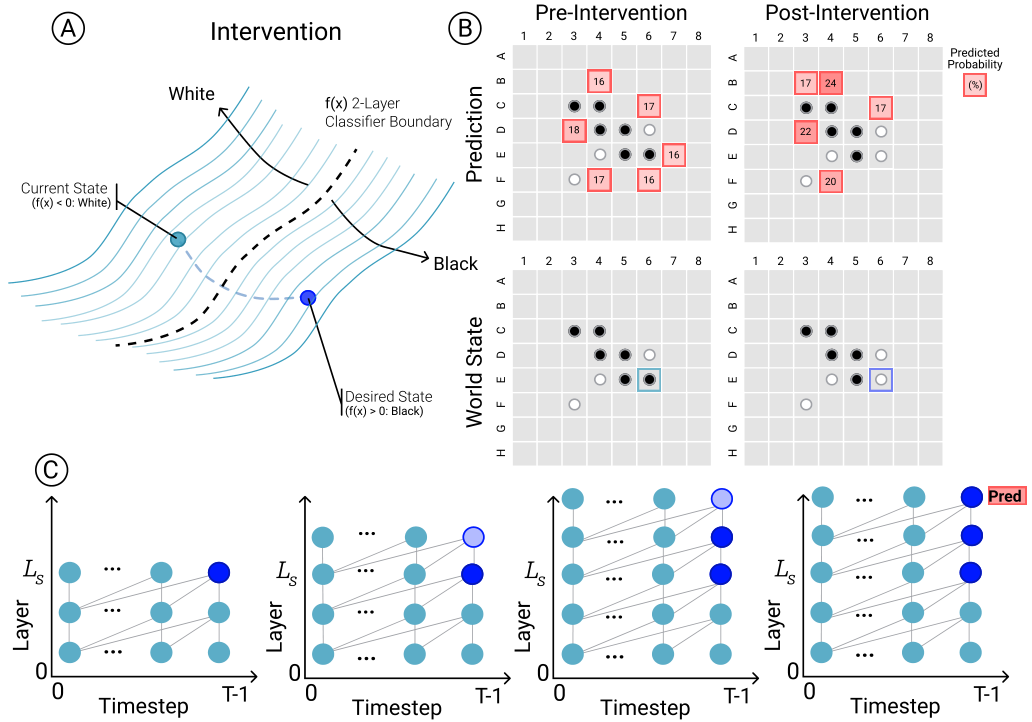 A
Intervention
White
f(x) 2-Layer
Classifier Boundary
Current State
(f(x) < 0: White)
Black
Desired State
(f(x) > 0: Black)
B
Pre-Intervention
Post-Intervention
1 2 3 4 5 6 7 8
1 2 3 4 5 6 7 8
Predicted
Probability
(%)
Prediction
A
B 16
C 17
D 18
E 16
F 17 16
G
H
A
B 17 24
C 17
D 22
E
F 20
G
H
World State
1 2 3 4 5 6 7 8
A
B
C
D
E
F
G
H
1 2 3 4 5 6 7 8
A
B
C
D
E
F
G
H
C
...
Ls
...
Layer
...
0
0 T-1
Timestep
...
Ls ...
...
Layer
...
0
0 T-1
Timestep
...
...
Ls ...
...
Layer
...
0
0 T-1
Timestep
... Pred
...
Ls ...
...
Layer
...
0
0 T-1
Timestep